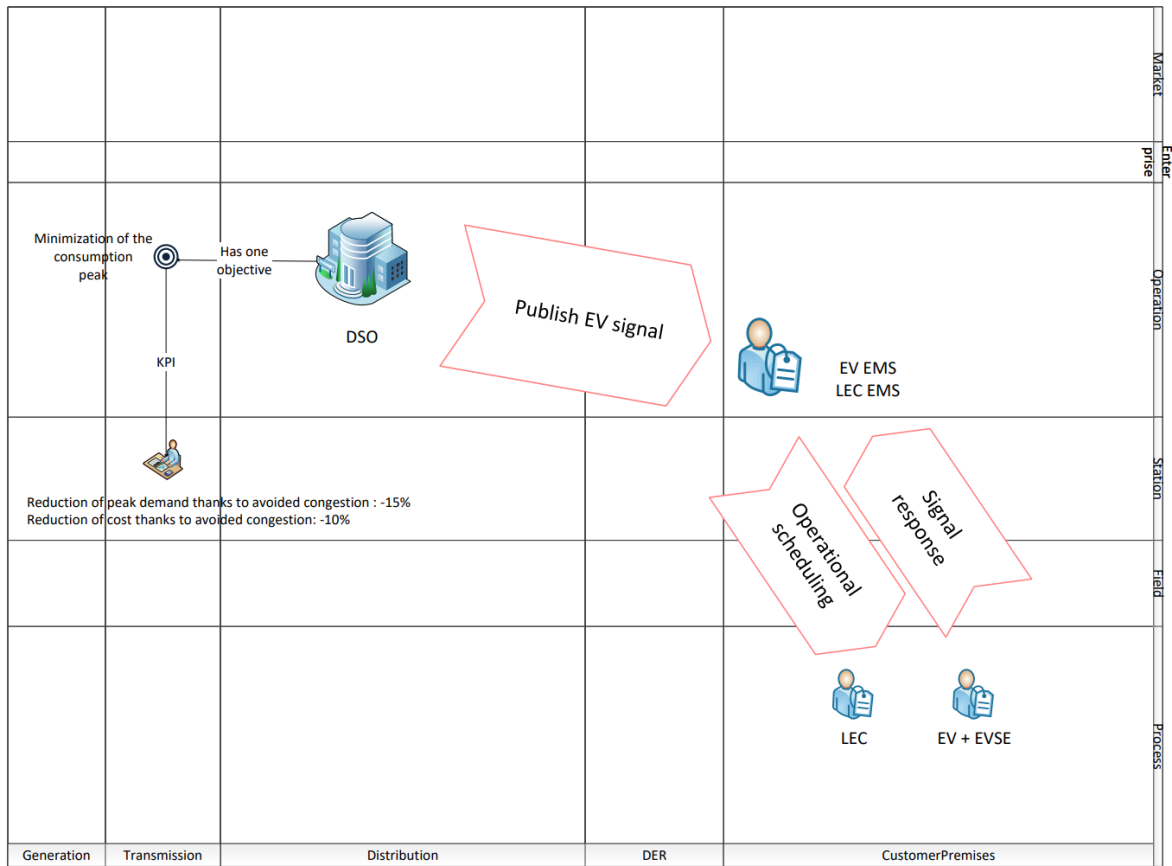 Market
Enter
prise
Minimization of the
consumption
peak
Has one
objective
DSO
Publish EV signal
Operation
KPI
EV EMS
LEC EMS
Station
Reduction of peak demand thanks to avoided congestion : -15%
Reduction of cost thanks to avoided congestion: -10%
Operational
scheduling
Signal
response
Field
LEC
EV + EVSE
Process
Generation
Transmission
Distribution
DER
CustomerPremises